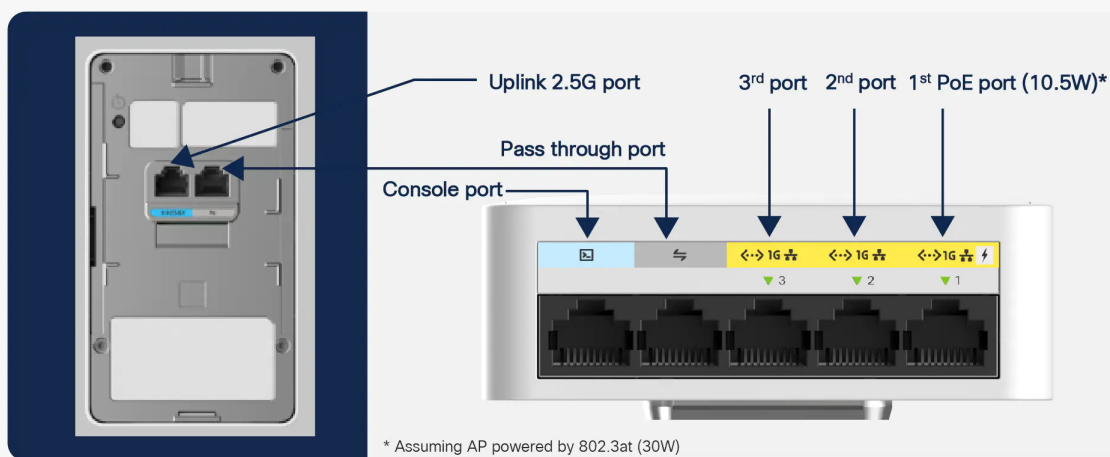 Uplink 2.5G port
3rd port 2nd port 1st PoE port (10.5W)*
Pass through port
Console port
1G 1G 1G
3 2 1
* Assuming AP powered by 802.3at (30W)